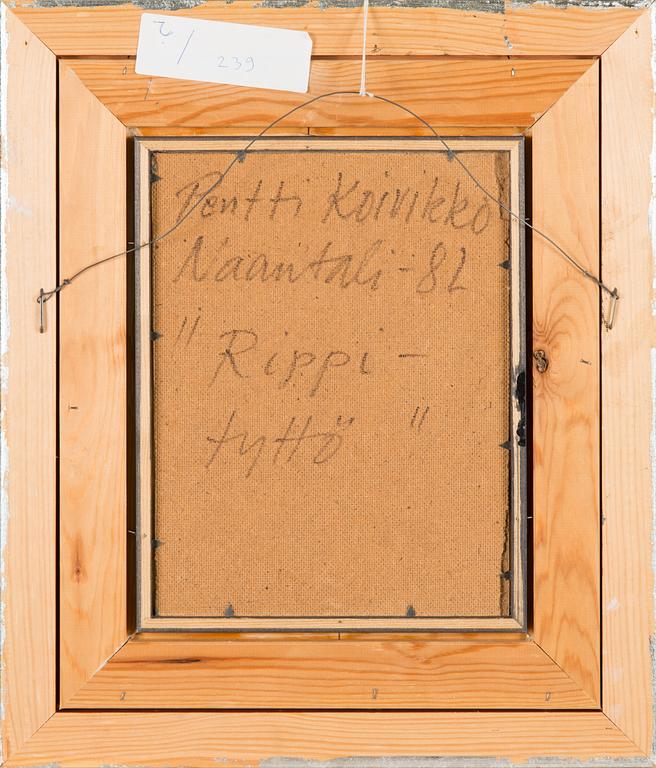 ? / 239
Pentti Koivikko
Naantali -82
"Rippi-
tyttö"